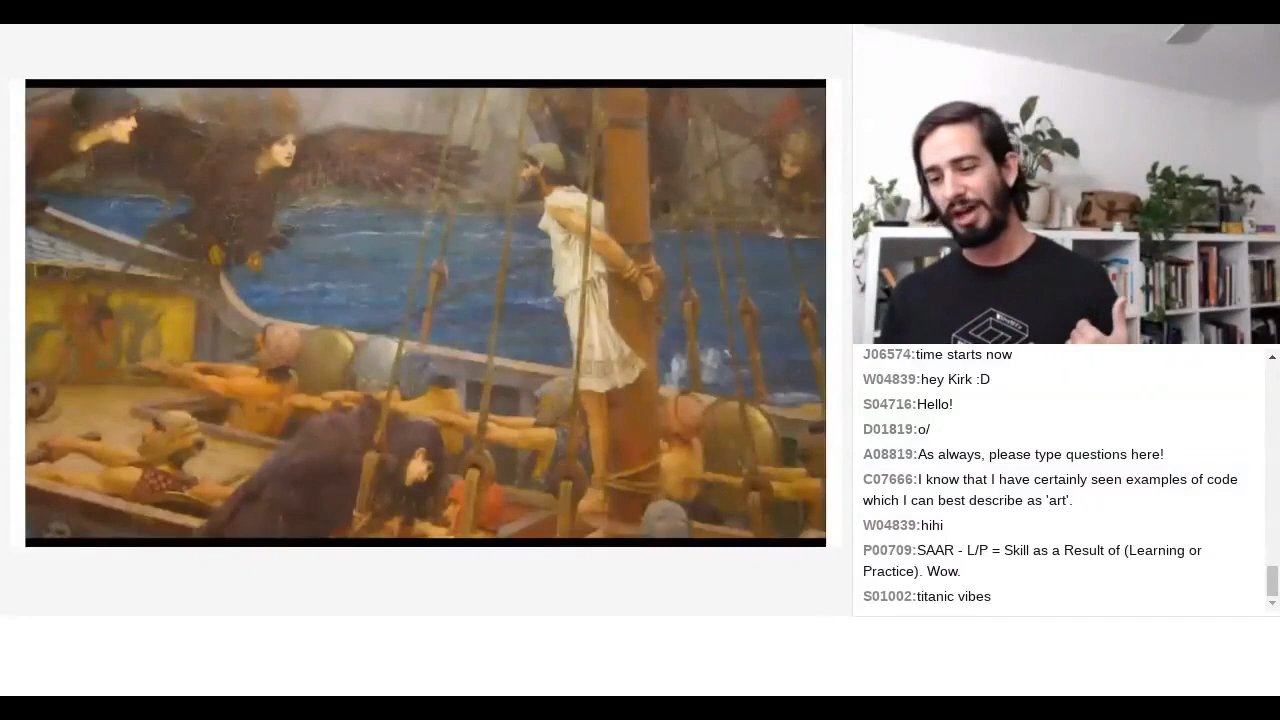 J06574:time starts now
W04839:hey Kirk :D
S04716:Hello!
D01819:o/
A08819:As always, please type questions here!
C07666:I know that I have certainly seen examples of code
which I can best describe as 'art'.
W04839:hihi
P00709:SAAR - L/P = Skill as a Result of (Learning or
Practice). Wow.
S01002:titanic vibes